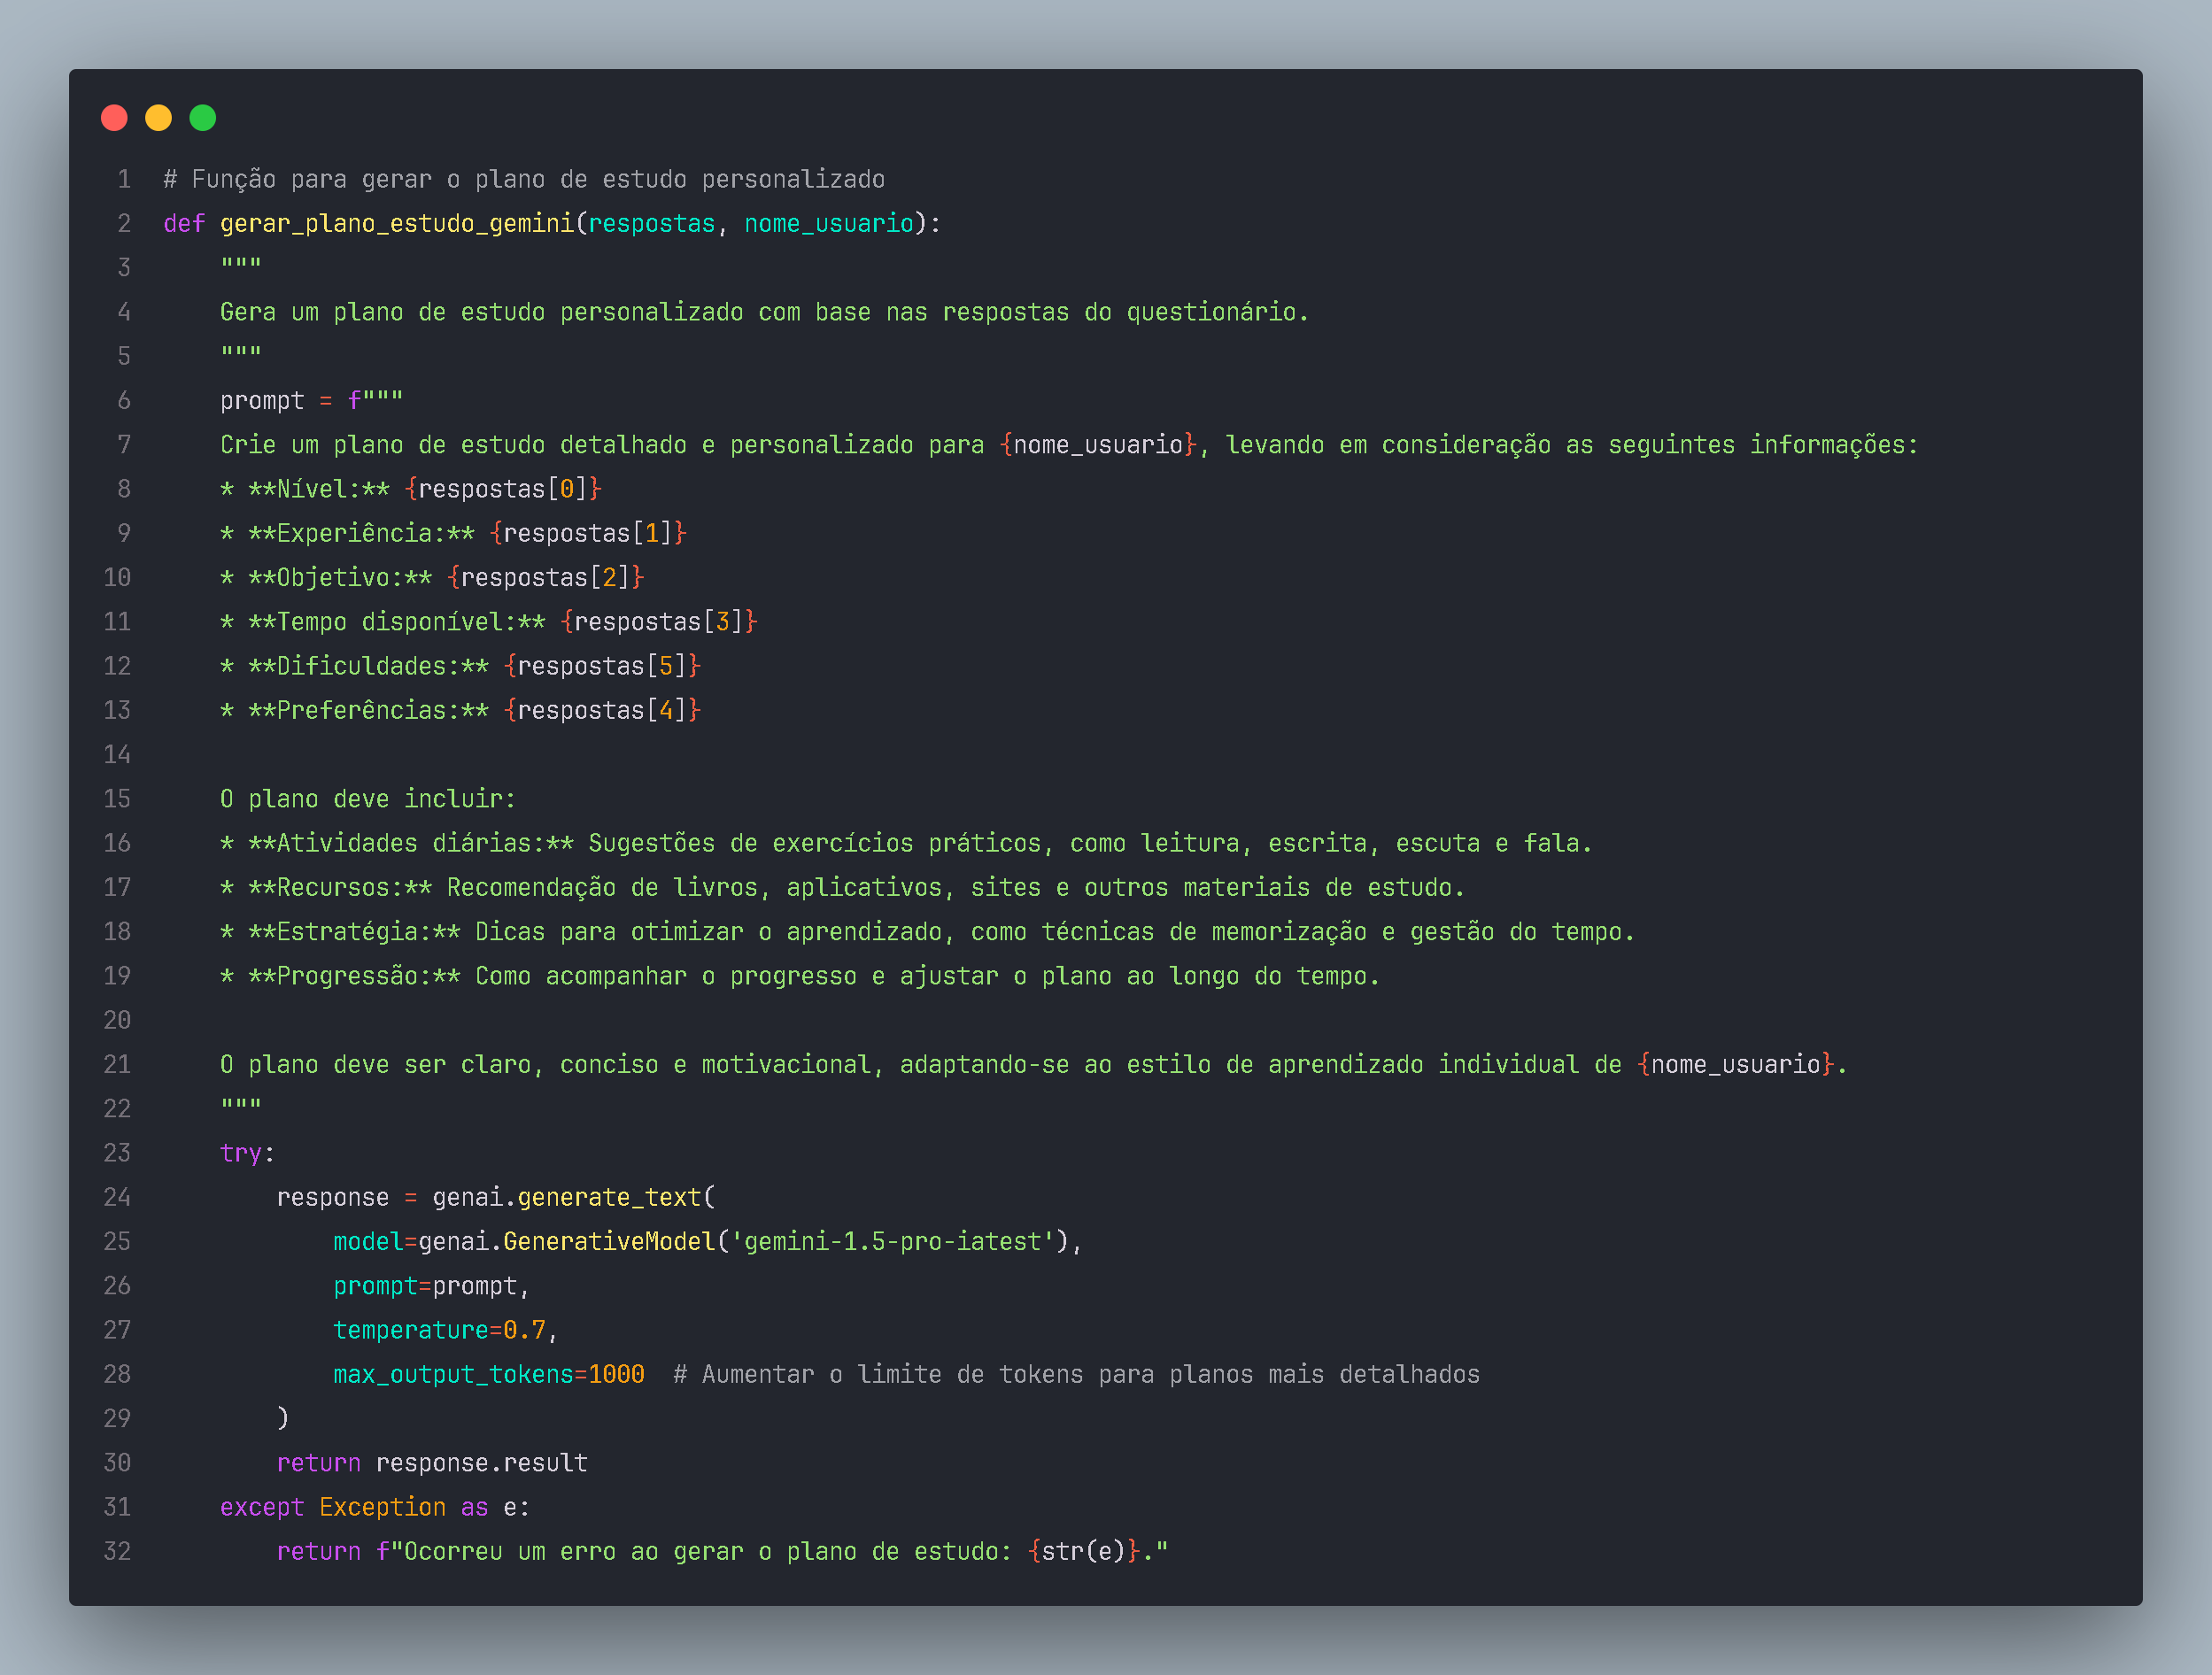 1 # Função para gerar o plano de estudo personalizado
2 def gerar_plano_estudo_gemini(respostas, nome_usuario):
3     """
4     Gera um plano de estudo personalizado com base nas respostas do questionário.
5     """
6     prompt = f"""
7     Crie um plano de estudo detalhado e personalizado para {nome_usuario}, levando em consideração as seguintes informações:
8     * **Nível:** {respostas[0]}
9     * **Experiência:** {respostas[1]}
10     * **Objetivo:** {respostas[2]}
11     * **Tempo disponível:** {respostas[3]}
12     * **Dificuldades:** {respostas[5]}
13     * **Preferências:** {respostas[4]}
14
15     O plano deve incluir:
16     * **Atividades diárias:** Sugestões de exercícios práticos, como leitura, escrita, escuta e fala.
17     * **Recursos:** Recomendação de livros, aplicativos, sites e outros materiais de estudo.
18     * **Estratégia:** Dicas para otimizar o aprendizado, como técnicas de memorização e gestão do tempo.
19     * **Progressão:** Como acompanhar o progresso e ajustar o plano ao longo do tempo.
20
21     O plano deve ser claro, conciso e motivacional, adaptando-se ao estilo de aprendizado individual de {nome_usuario}.
22     """
23     try:
24         response = genai.generate_text(
25             model=genai.GenerativeModel('gemini-1.5-pro-iatest'),
26             prompt=prompt,
27             temperature=0.7,
28             max_output_tokens=1000  # Aumentar o limite de tokens para planos mais detalhados
29         )
30         return response.result
31     except Exception as e:
32         return f"Ocorreu um erro ao gerar o plano de estudo: {str(e)}."